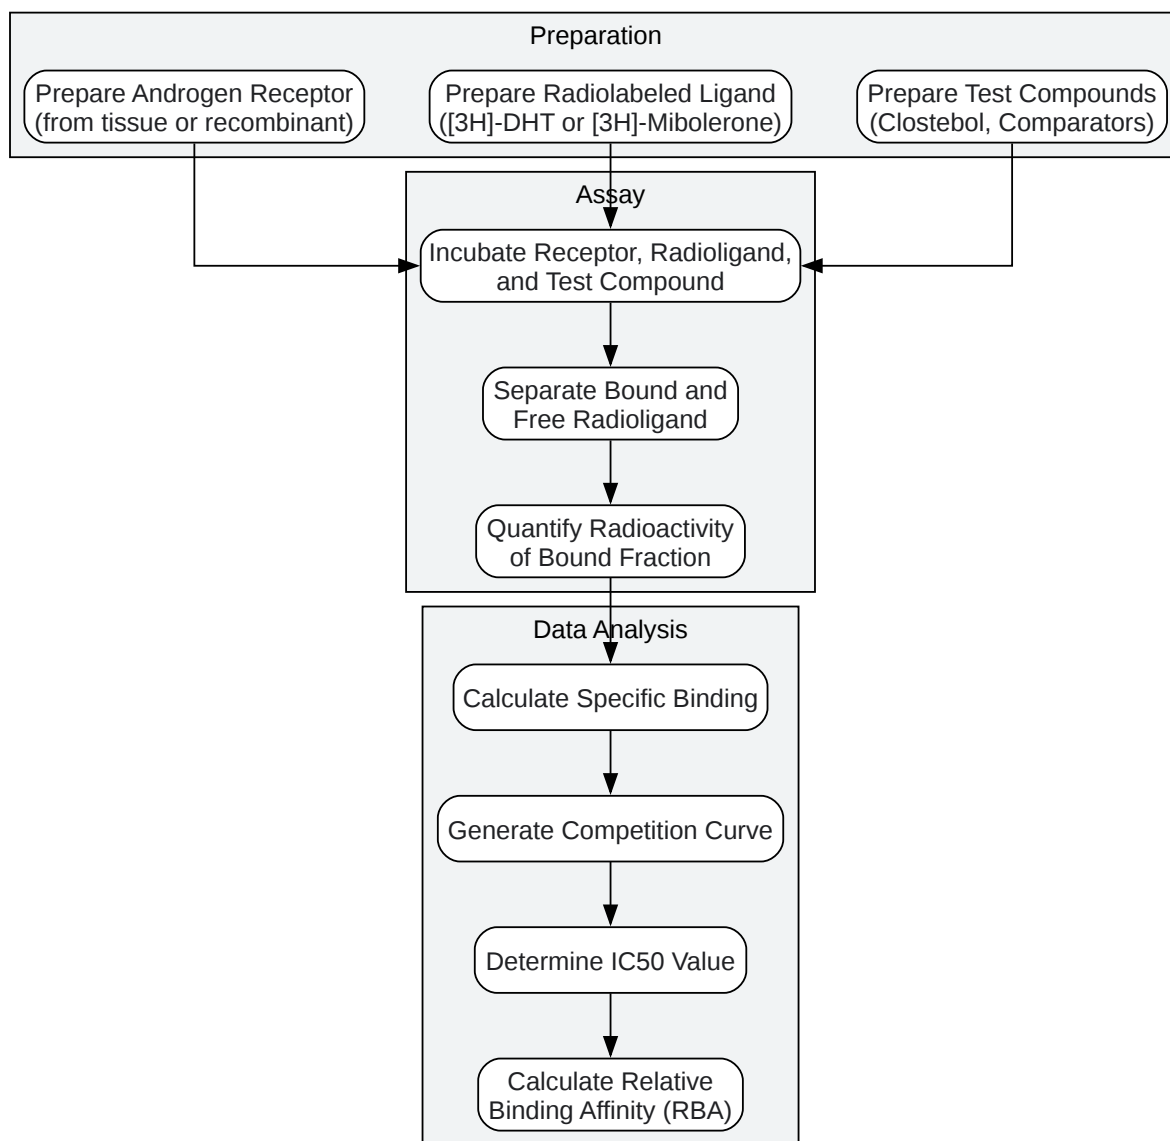 Preparation
Prepare Androgen Receptor
(from tissue or recombinant)
Prepare Radiolabeled Ligand
([3H]-DHT or [3H]-Mibolerone)
Prepare Test Compounds
(Clostebol, Comparators)
Assay
Incubate Receptor, Radioligand,
and Test Compound
Separate Bound and
Free Radioligand
Quantify Radioactivity
of Bound Fraction
Data Analysis
Calculate Specific Binding
Generate Competition Curve
Determine IC50 Value
Calculate Relative
Binding Affinity (RBA)